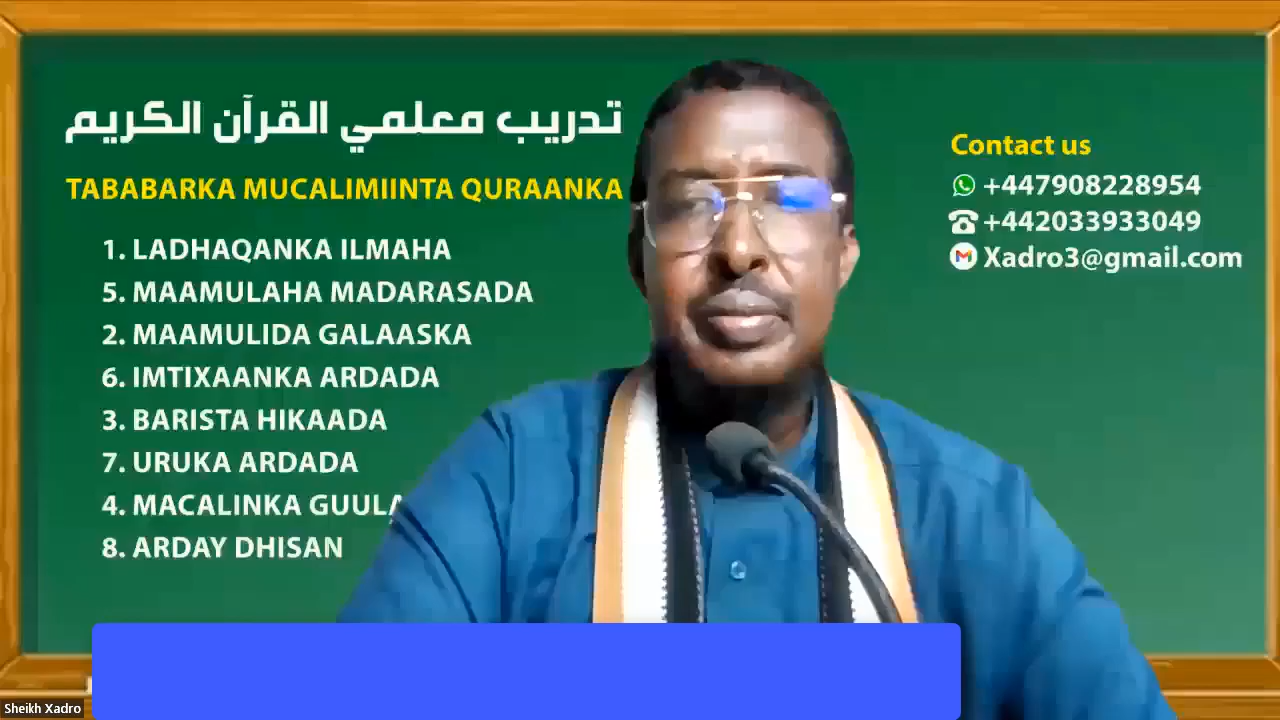 تدريب معلمي القرآن الكريم
TABABARKA MUCALIMIINTA QURAANKA
1. LADHAQANKA ILMAHA
5. MAAMULAHA MADARASADA
2. MAAMULIDA GALAASKA
6. IMTIXAANKA ARDADA
3. BARISTA HIKAADA
7. URUKA ARDADA
4. MACALINKA
8. ARDAY DHISAN
Contact us
+447908228954
+442033933049
Xadro3@gmail.com
Sheikh Xadro